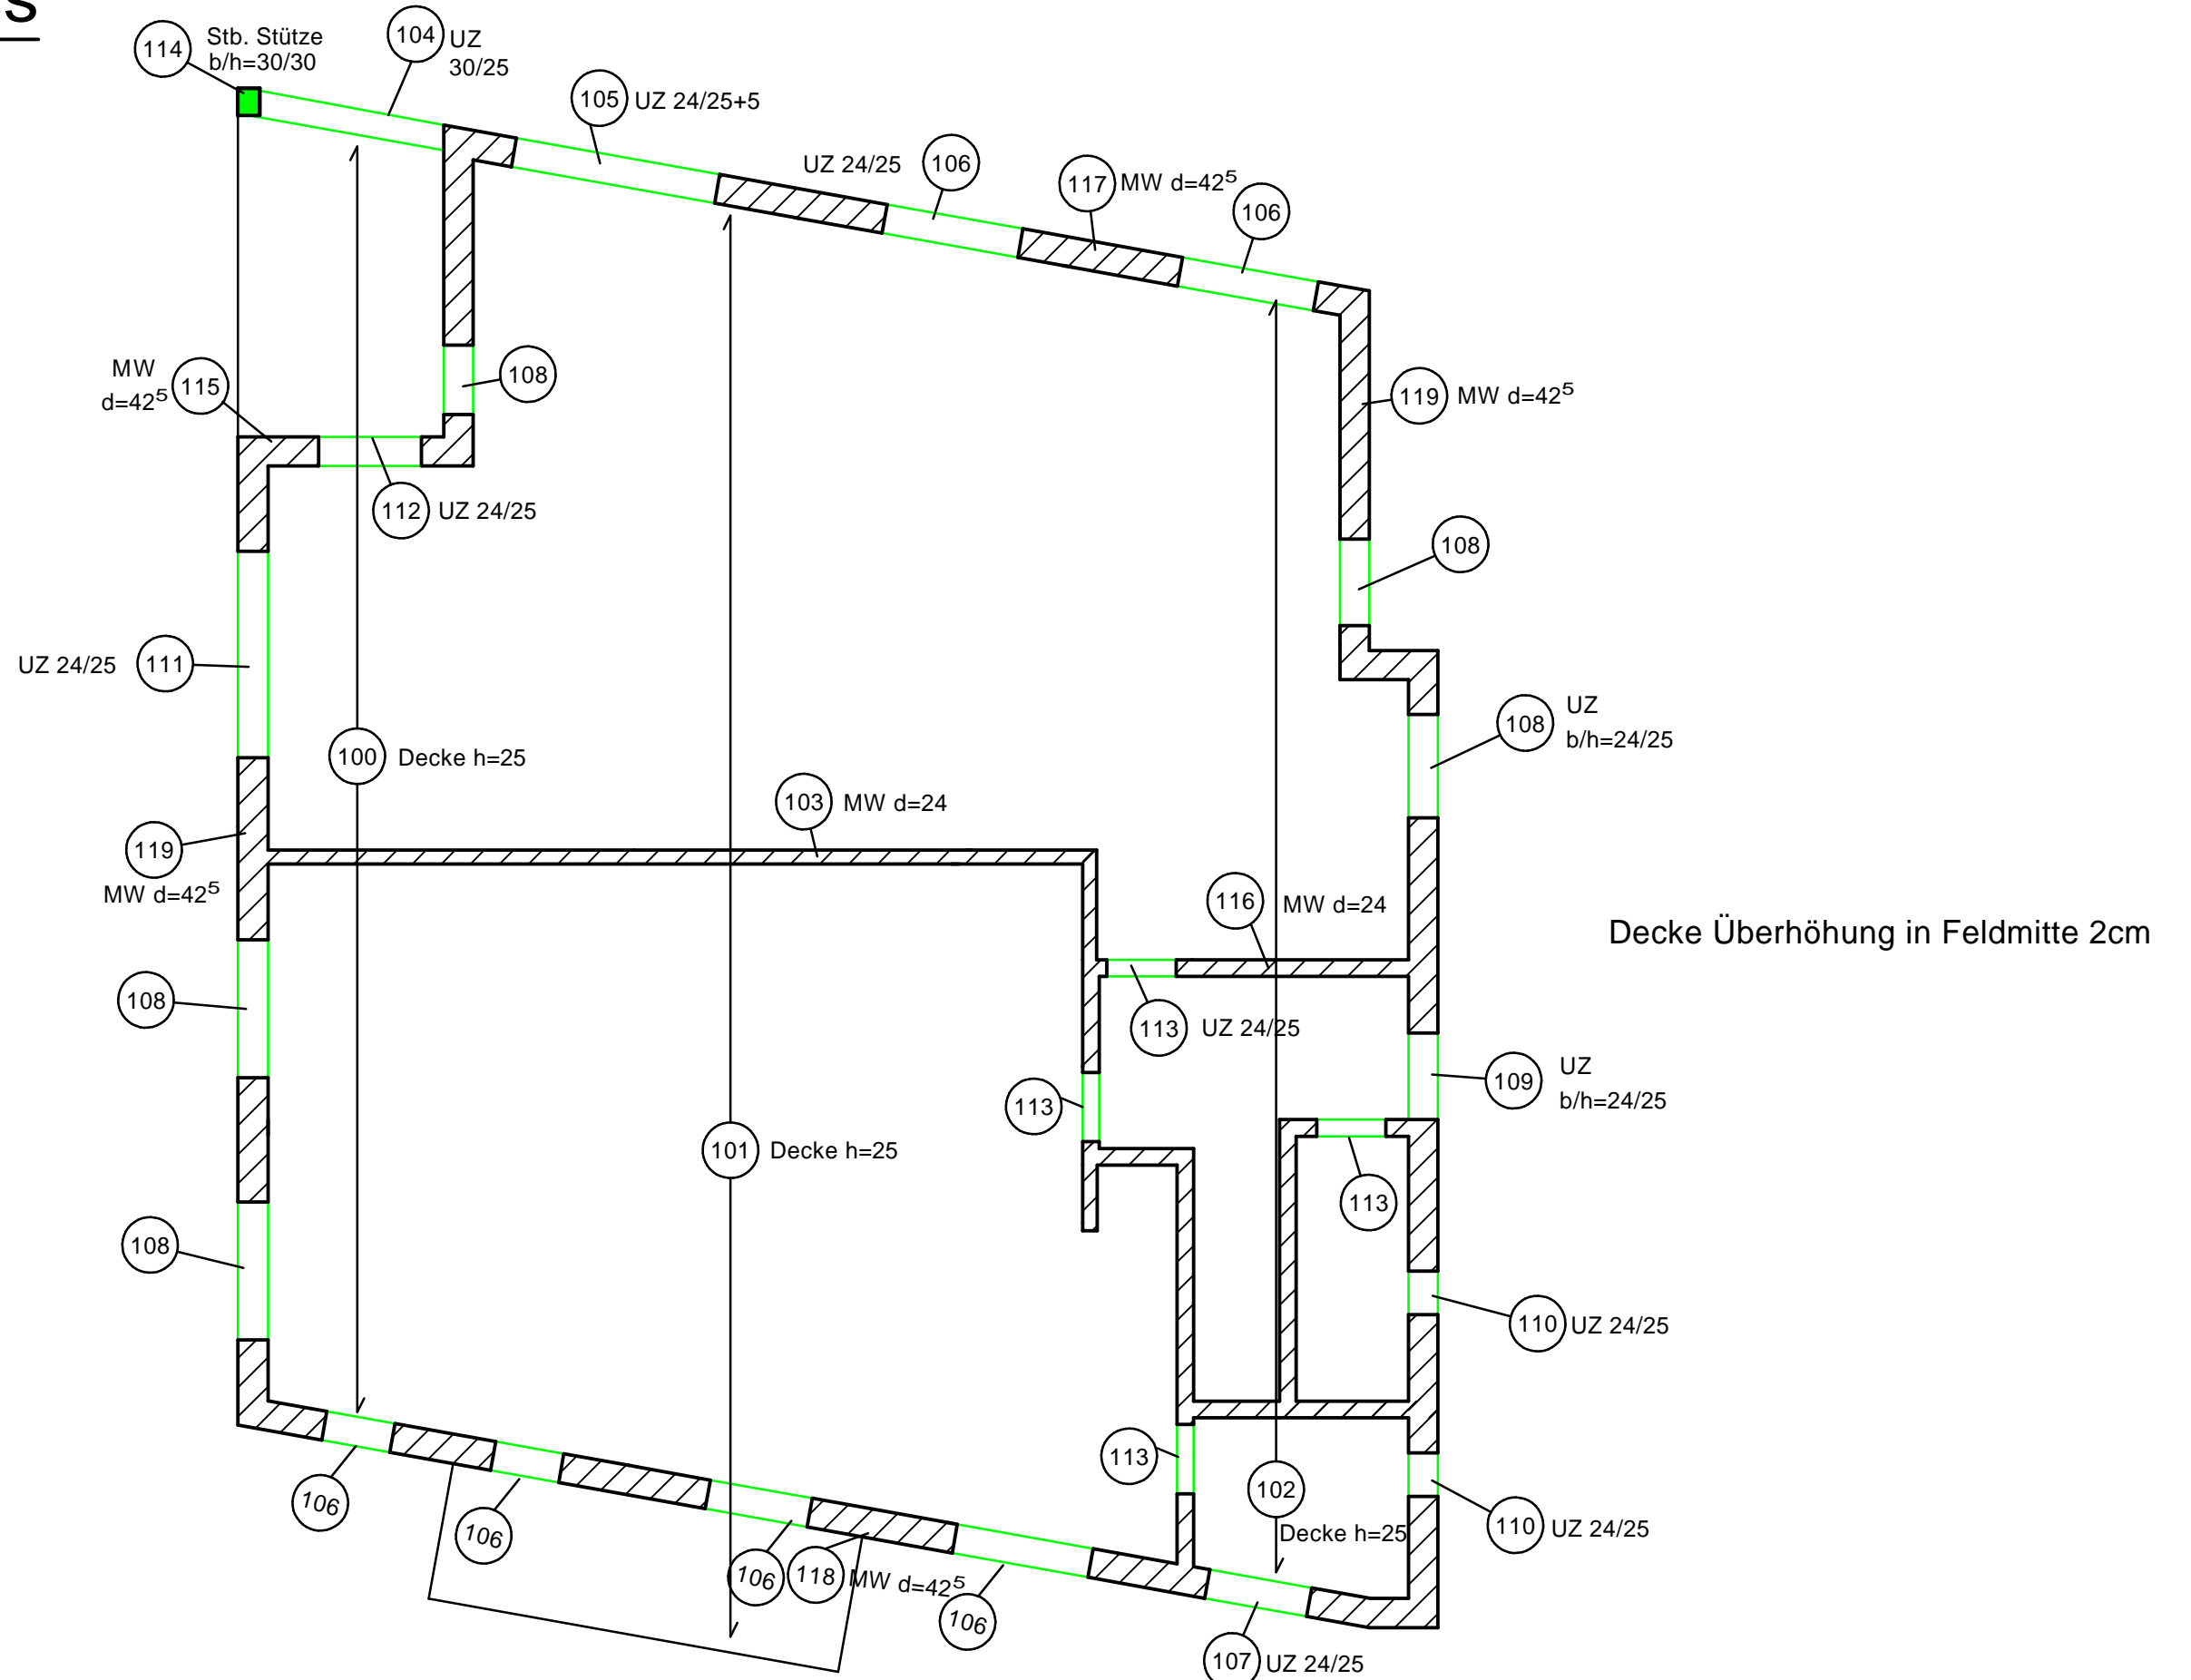 S
114
Stb. Stütze
b/h=30/30
104
UZ
30/25
105
UZ 24/25+5
UZ 24/25
106
117
MW d=42⁵
106
MW
d=42⁵
115
108
119
MW d=42⁵
112
UZ 24/25
108
UZ 24/25
111
108
UZ
b/h=24/25
100
Decke h=25
103
MW d=24
119
MW d=42⁵
116
MW d=24
Decke Überhöhung in Feldmitte 2cm
108
113
UZ 24/25
113
109
UZ
b/h=24/25
101
Decke h=25
113
108
110
UZ 24/25
113
102
Decke h=25
106
106
106
118
MW d=42⁵
106
110
UZ 24/25
107
UZ 24/25